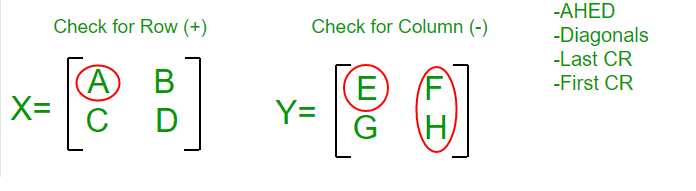 Check for Row (+)
X=
A B
C D
Check for Column (-)
Y=
E F
G H
-AHED
-Diagonals
-Last CR
-First CR